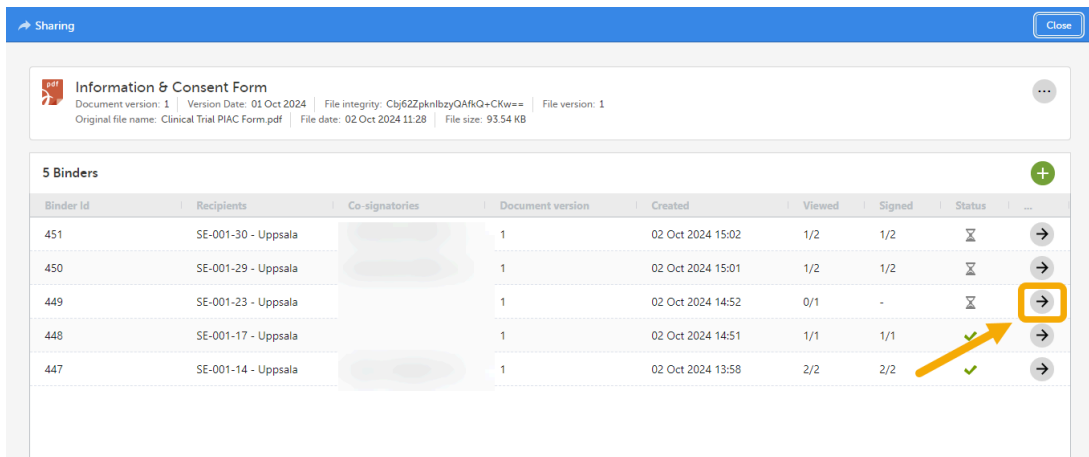 Sharing
Close
pdf
Information & Consent Form
Document version: 1 Version Date: 01 Oct 2024 File integrity: Cbj62ZpknlbzyQAfkQ+CKw== File version: 1
Original file name: Clinical Trial PIAC Form.pdf File date: 02 Oct 2024 11:28 File size: 93.54 KB
...
5 Binders
Binder Id Recipients Co-signatories Document version Created Viewed Signed Status ...
451 SE-001-30 - Uppsala 1 02 Oct 2024 15:02 1/2 1/2
450 SE-001-29 - Uppsala 1 02 Oct 2024 15:01 1/2 1/2
449 SE-001-23 - Uppsala 1 02 Oct 2024 14:52 0/1 -
448 SE-001-17 - Uppsala 1 02 Oct 2024 14:51 1/1 1/1
447 SE-001-14 - Uppsala 1 02 Oct 2024 13:58 2/2 2/2